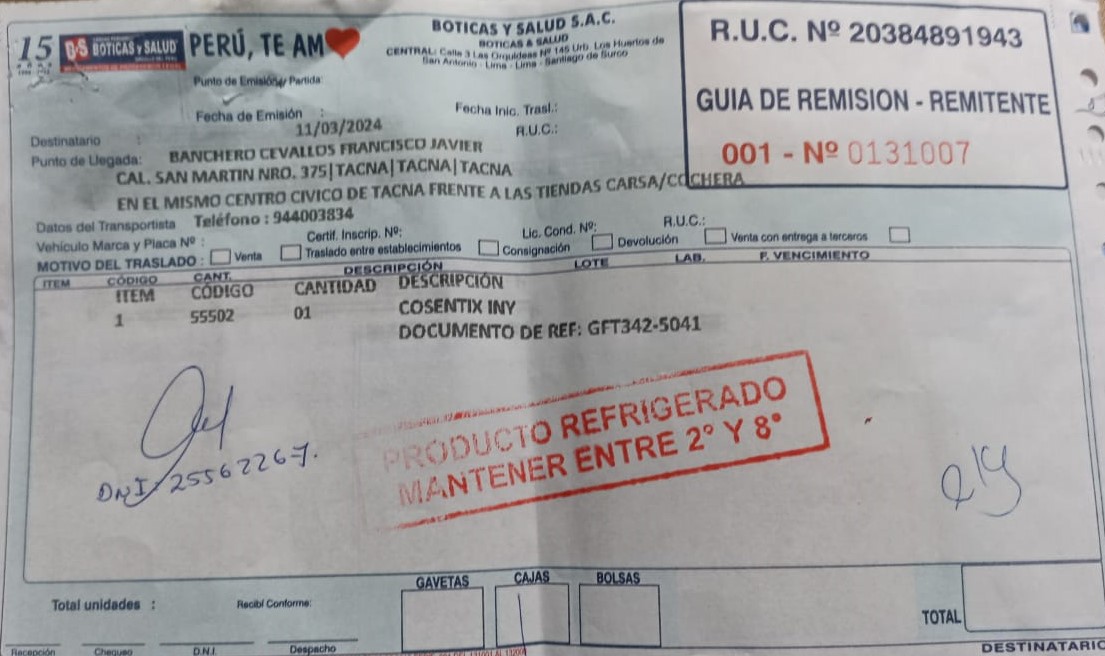 15 AÑOS B&S BOTICAS Y SALUD PERÚ, TE AM
BOTICAS Y SALUD S.A.C.
BOTICAS & SALUD
CENTRAL: Calle 3 Las Orquídeas Nº 145 Urb. Los Huertos de
San Antonio - Lima - Lima - Santiago de Surco
R.U.C. Nº 20384891943
GUIA DE REMISION - REMITENTE
001 - Nº 0131007
Punto de Emisión y Partida:
Fecha de Emisión : 11/03/2024
Fecha Inic. Trasl.:
Destinatario :
R.U.C.:
Punto de Llegada: BANCHERO CEVALLOS FRANCISCO JAVIER
CAL. SAN MARTIN NRO. 375|TACNA|TACNA|TACNA
EN EL MISMO CENTRO CIVICO DE TACNA FRENTE A LAS TIENDAS CARSA/COCHERA
Datos del Transportista Teléfono : 944003834
Vehículo Marca y Placa Nº : Certif. Inscrip. Nº: Lic. Cond. Nº: R.U.C.:
MOTIVO DEL TRASLADO : Venta Traslado entre establecimientos Consignación Devolución Venta con entrega a terceros
ITEM CÓDIGO CANT. DESCRIPCIÓN LOTE LAB. F. VENCIMIENTO
ITEM CÓDIGO CANTIDAD DESCRIPCIÓN
1 55502 01 COSENTIX INY
DOCUMENTO DE REF: GFT342-5041
PRODUCTO REFRIGERADO
MANTENER ENTRE 2° Y 8°
DNI 25562267.
GAVETAS CAJAS BOLSAS
Total unidades : Recibí Conforme:
TOTAL
Recepción Chequeo D.N.I. Despacho
DESTINATARIO